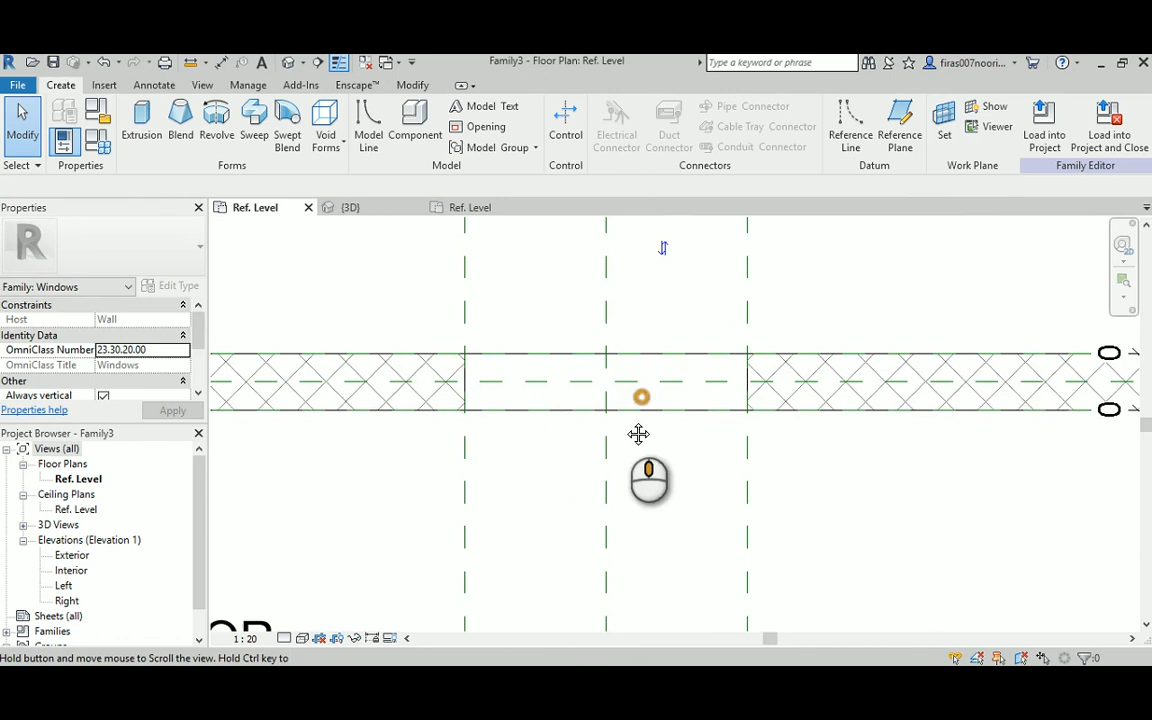 Family3 - Floor Plan: Ref. Level
Type a keyword or phrase
firas007noori...
File
Create
Insert
Annotate
View
Manage
Add-Ins
Enscape™
Modify
Modify
Select
Properties
Extrusion
Blend
Revolve
Sweep
Swept
Blend
Void
Forms
Forms
Model
Line
Component
Model Text
Opening
Model Group
Model
Control
Control
Electrical
Connector
Duct
Connector
Pipe Connector
Cable Tray Connector
Conduit Connector
Connectors
Reference
Line
Reference
Plane
Datum
Set
Show
Viewer
Work Plane
Load into
Project
Load into
Project and Close
Family Editor
Properties
Ref. Level
{3D}
Ref. Level
R
Family: Windows
Edit Type
Constraints
Host
Wall
Identity Data
OmniClass Number
23.30.20.00
OmniClass Title
Windows
Other
Always vertical
Properties help
Apply
Project Browser - Family3
Views (all)
Floor Plans
Ref. Level
Ceiling Plans
Ref. Level
3D Views
Elevations (Elevation 1)
Exterior
Interior
Left
Right
Sheets (all)
Families
2D
1 : 20
Hold button and move mouse to Scroll the view. Hold Ctrl key to
:0